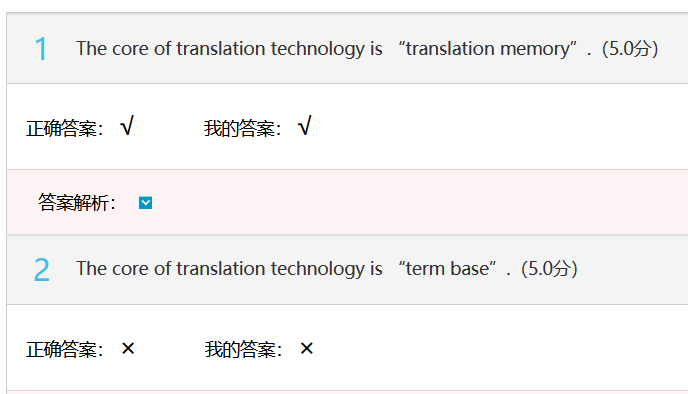 1 The core of translation technology is “translation memory”. (5.0分)
正确答案： √ 我的答案： √
答案解析：
2 The core of translation technology is “term base”. (5.0分)
正确答案： × 我的答案： ×